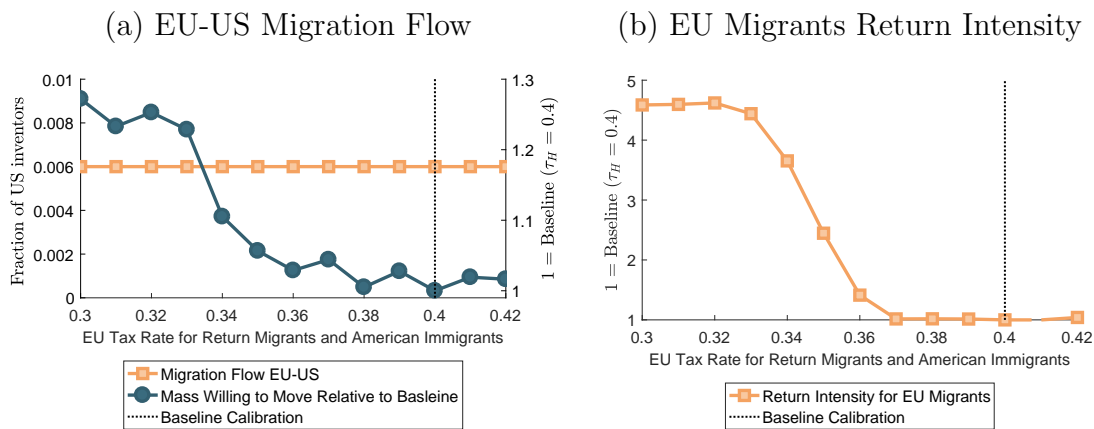 (a) EU-US Migration Flow
(b) EU Migrants Return Intensity
Fraction of US inventors
0.01
0.008
0.006
0.004
0.002
0
1.3
1.2
1.1
1
1 = Baseline (τ_H = 0.4)
0.3 0.32 0.34 0.36 0.38 0.4 0.42
EU Tax Rate for Return Migrants and American Immigrants
Migration Flow EU-US
Mass Willing to Move Relative to Basleine
Baseline Calibration
1 = Baseline (τ_H = 0.4)
5
4
3
2
1
0.3 0.32 0.34 0.36 0.38 0.4 0.42
EU Tax Rate for Return Migrants and American Immigrants
Return Intensity for EU Migrants
Baseline Calibration